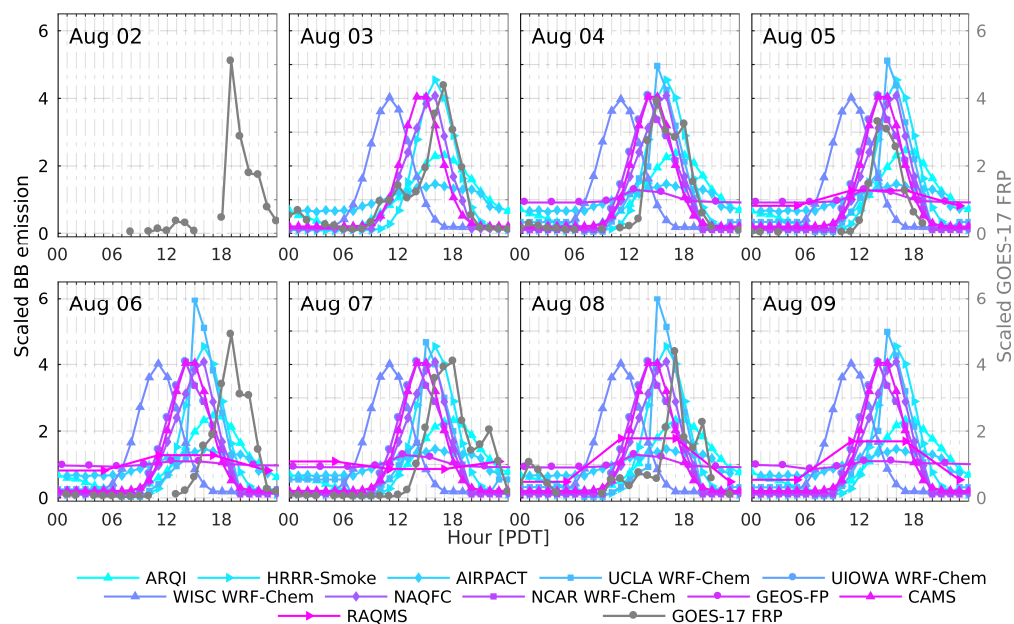 Aug 02 Aug 03 Aug 04 Aug 05
6 4 2 0
6 4 2 0
00 06 12 18 00 06 12 18 00 06 12 18 00 06 12 18
Scaled BB emission
Scaled GOES-17 FRP
Aug 06 Aug 07 Aug 08 Aug 09
6 4 2 0
6 4 2 0
00 06 12 18 00 06 12 18 00 06 12 18 00 06 12 18
Hour [PDT]
ARQI HRRR-Smoke AIRPACT UCLA WRF-Chem UIOWA WRF-Chem
WISC WRF-Chem NAQFC NCAR WRF-Chem GEOS-FP CAMS
RAQMS GOES-17 FRP